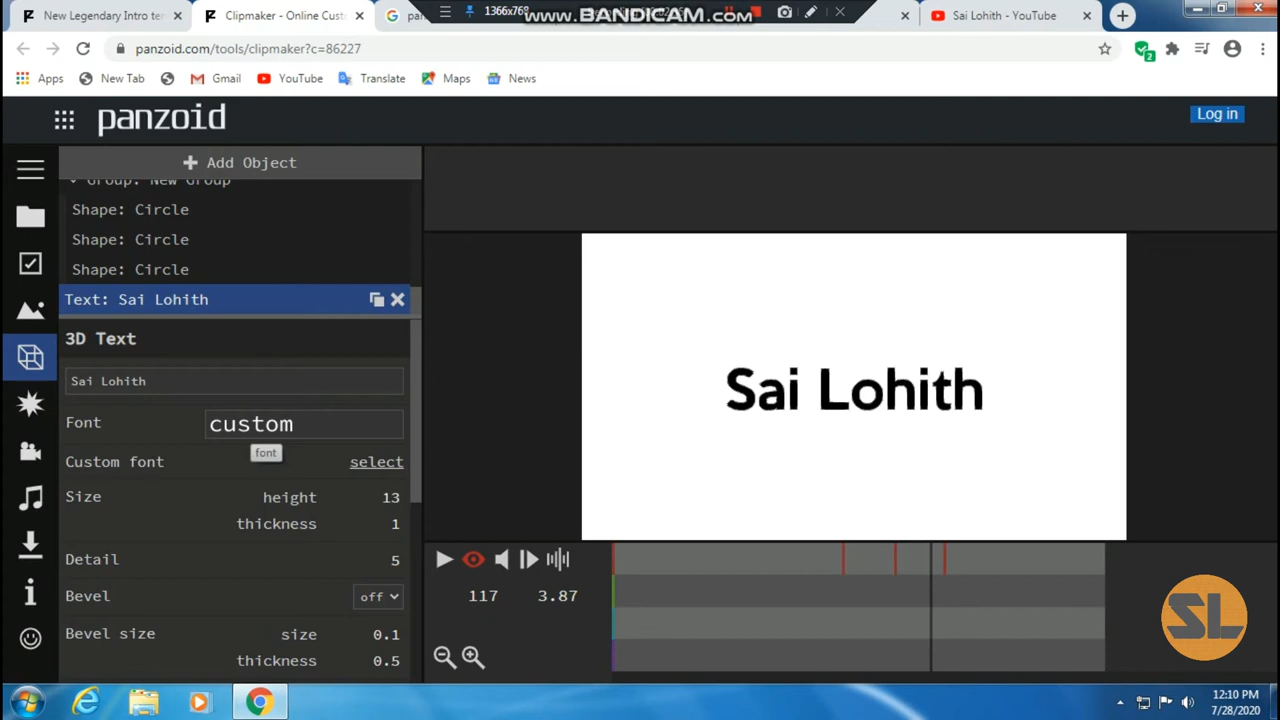 New Legendary Intro ten
Clipmaker - Online Cust
1366x768
www.BANDICAM.com
Sai Lohith - YouTube
panzoid.com/tools/clipmaker?c=86227
2
Apps
New Tab
Gmail
YouTube
Translate
Maps
News
panzoid
Log in
Add Object
Group: New Group
Shape: Circle
Shape: Circle
Shape: Circle
Text: Sai Lohith
3D Text
Sai Lohith
Font custom
font
Custom font select
Size height 13
thickness 1
Detail 5
Bevel off
Bevel size size 0.1
thickness 0.5
Sai Lohith
117 3.87
SL
12:10 PM
7/28/2020